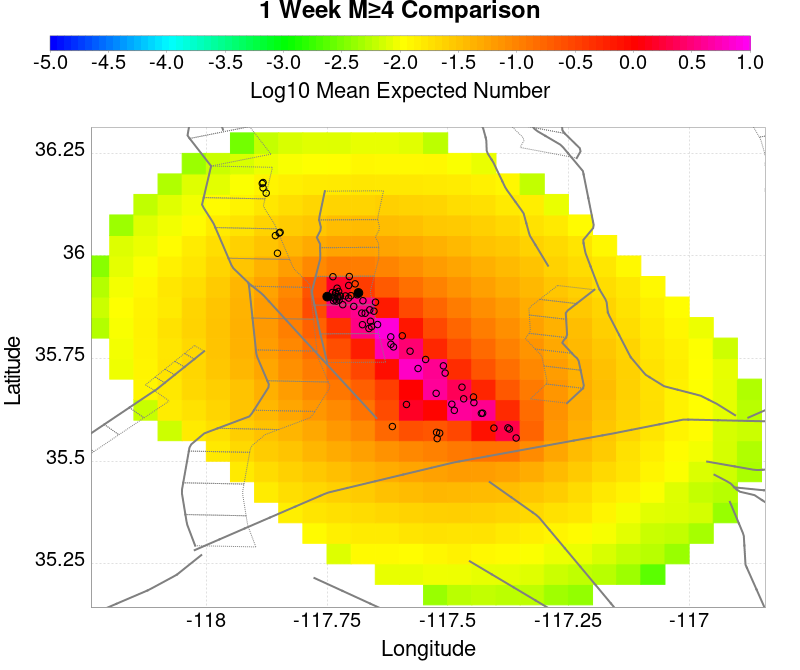 1 Week M≥4 Comparison
-5.0 -4.5 -4.0 -3.5 -3.0 -2.5 -2.0 -1.5 -1.0 -0.5 0.0 0.5 1.0
Log10 Mean Expected Number
36.25
36
35.75
35.5
35.25
Latitude
-118 -117.75 -117.5 -117.25 -117
Longitude